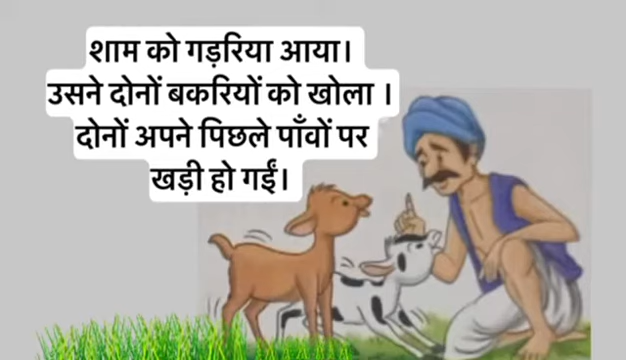 शाम को गड़रिया आया।
उसने दोनों बकरियों को खोला ।
दोनों अपने पिछले पाँवों पर
खड़ी हो गईं।